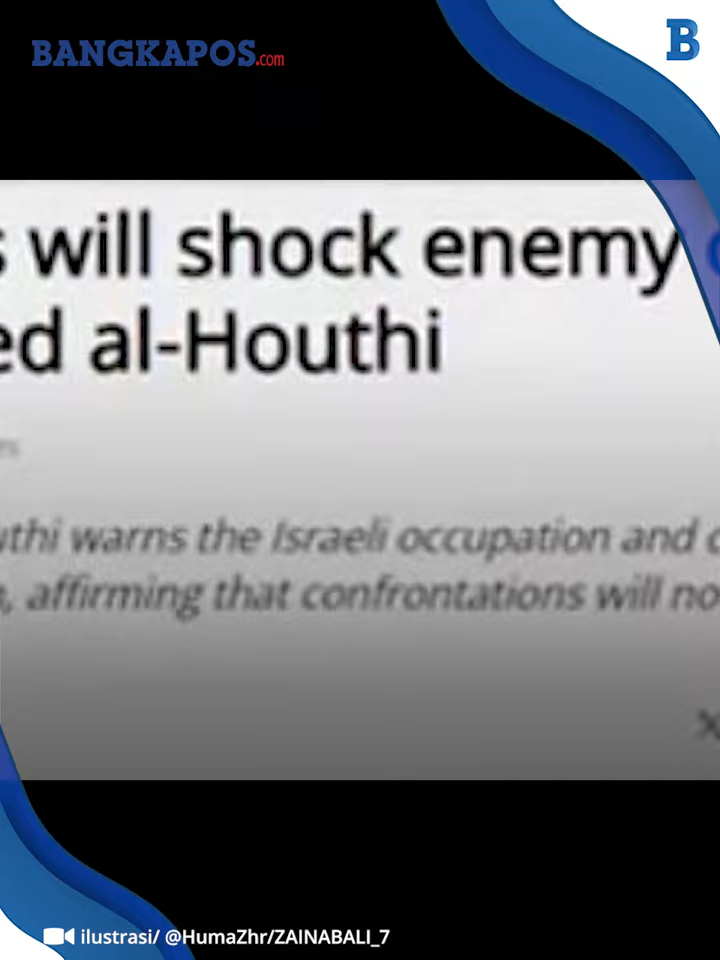 BANGKAPOS.com
B
s will shock enemy
ed al-Houthi
uthi warns the Israeli occupation and
, affirming that confrontations will no
ilustrasi/ @HumaZhr/ZAINABALI_7